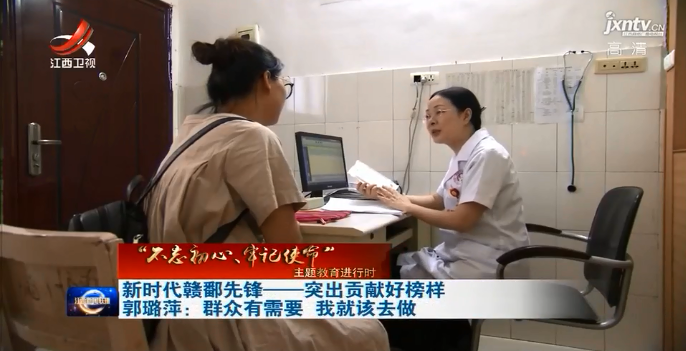 jxntv.CN
高清
江西卫视
"不忘初心、牢记使命"
主题教育进行时
新时代赣鄱先锋——突出贡献好榜样
郭璐萍：群众有需要 我就该去做